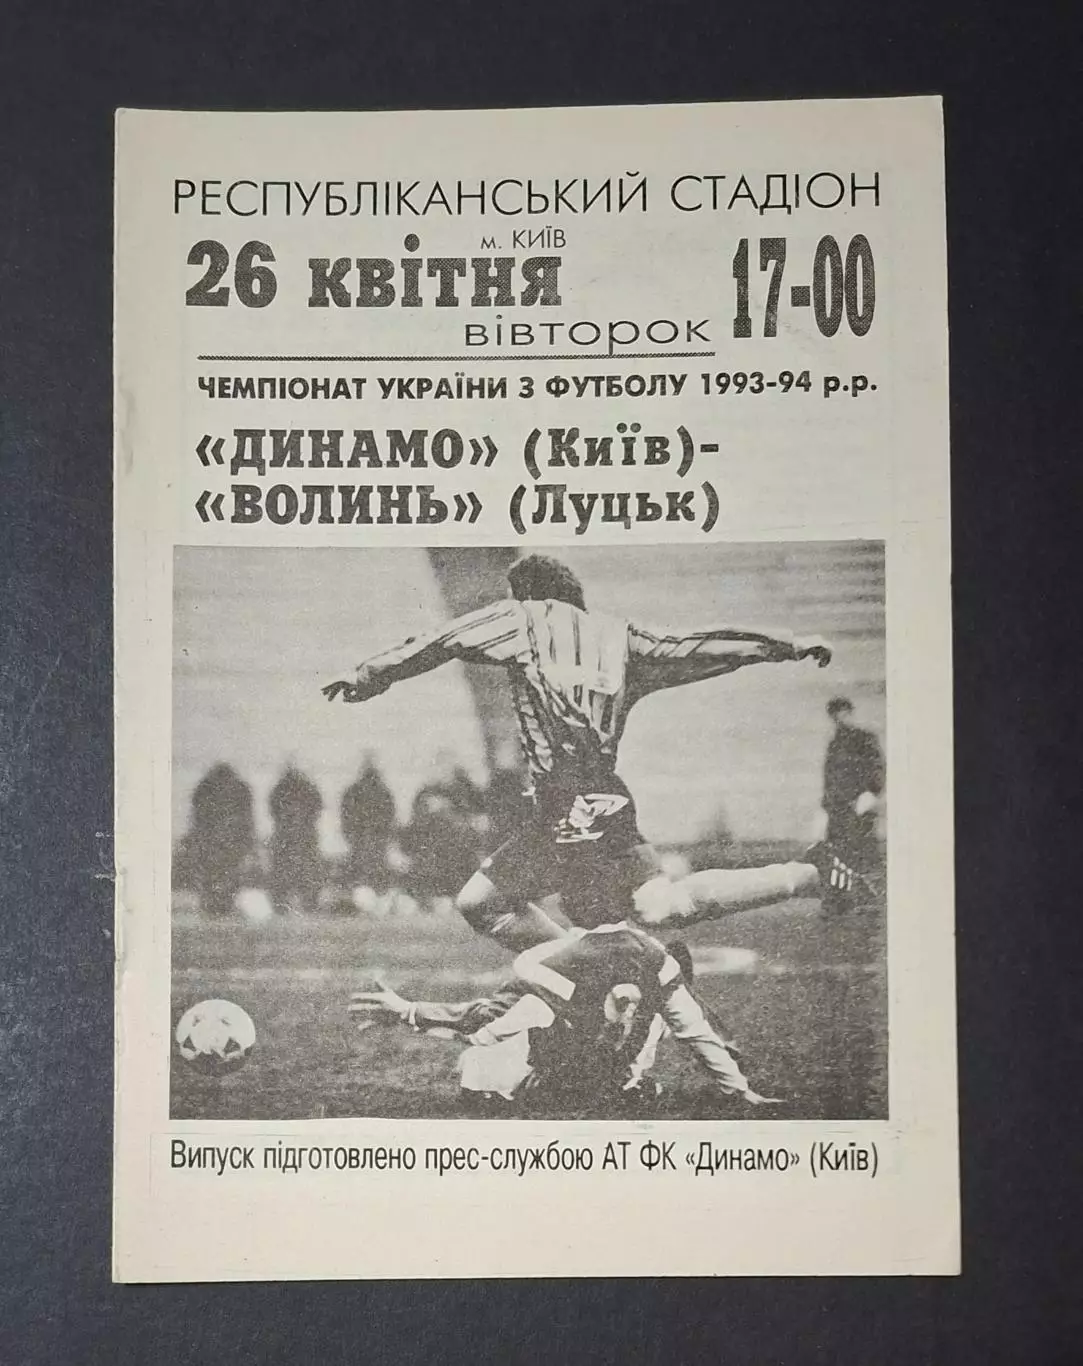 РЕСПУБЛІКАНСЬКИЙ СТАДІОН
м. КИЇВ
26 квітня 17-00
вівторок
ЧЕМПІОНАТ УКРАЇНИ З ФУТБОЛУ 1993-94 р.р.
«ДИНАМО» (Київ)-
«ВОЛИНЬ» (Луцьк)
Випуск підготовлено прес-службою АТ ФК «Динамо» (Київ)